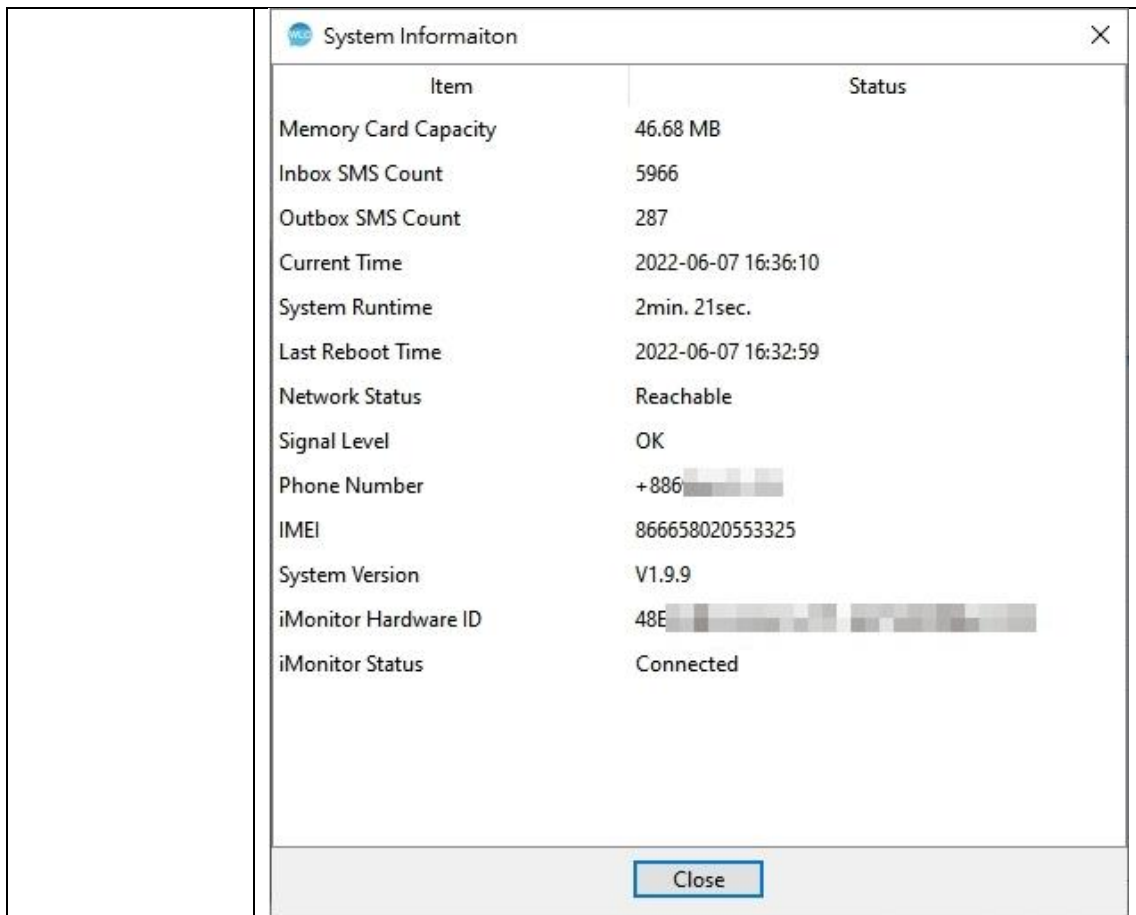 WLC
System Informaiton
Item Status
Memory Card Capacity 46.68 MB
Inbox SMS Count 5966
Outbox SMS Count 287
Current Time 2022-06-07 16:36:10
System Runtime 2min. 21sec.
Last Reboot Time 2022-06-07 16:32:59
Network Status Reachable
Signal Level OK
Phone Number +886
IMEI 866658020553325
System Version V1.9.9
iMonitor Hardware ID 48E
iMonitor Status Connected
Close